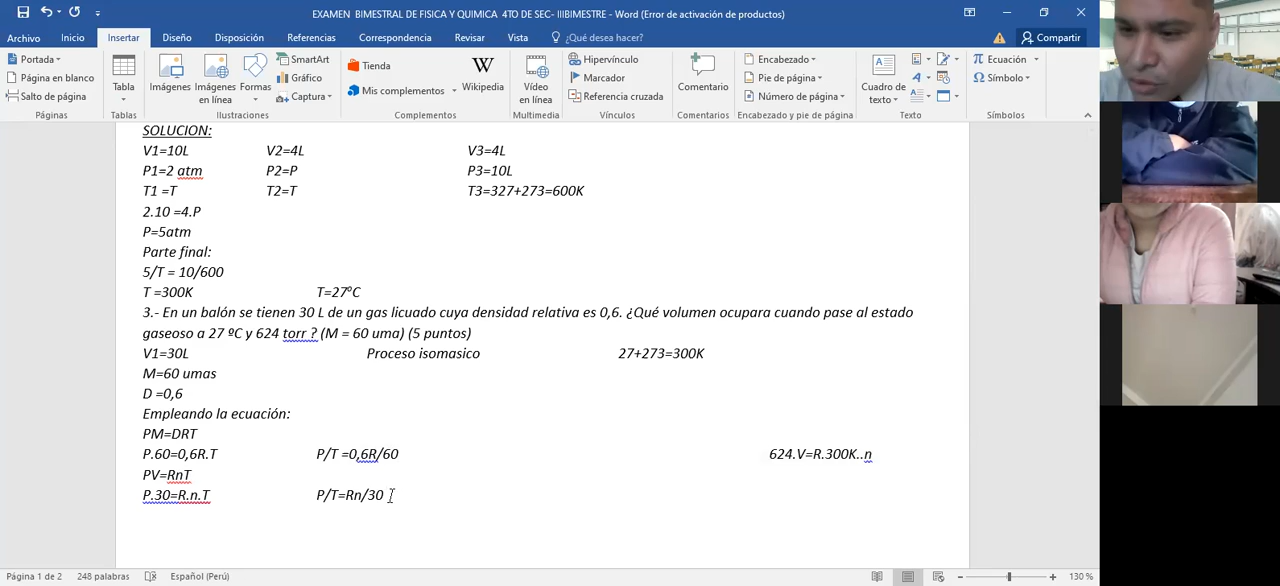 EXAMEN BIMESTRAL DE FISICA Y QUIMICA 4TO DE SEC- IIIBIMESTRE - Word (Error de activación de productos)
Archivo Inicio Insertar Diseño Disposición Referencias Correspondencia Revisar Vista ¿Qué desea hacer? Compartir
Portada
Página en blanco
Salto de página
Páginas
Tabla
Tablas
Imágenes
Imágenes en línea
Formas
SmartArt
Gráfico
Captura
Ilustraciones
Tienda
Mis complementos
Wikipedia
Complementos
Vídeo en línea
Multimedia
Hipervínculo
Marcador
Referencia cruzada
Vínculos
Comentario
Comentarios
Encabezado
Pie de página
Número de página
Encabezado y pie de página
Cuadro de texto
Texto
Ecuación
Símbolo
Símbolos
SOLUCION:
V1=10L V2=4L V3=4L
P1=2 atm P2=P P3=10L
T1 =T T2=T T3=327+273=600K
2.10 =4.P
P=5atm
Parte final:
5/T = 10/600
T =300K T=27ºC
3.- En un balón se tienen 30 L de un gas licuado cuya densidad relativa es 0,6. ¿Qué volumen ocupara cuando pase al estado
gaseoso a 27 ºC y 624 torr ? (M = 60 uma) (5 puntos)
V1=30L Proceso isomasico 27+273=300K
M=60 umas
D =0,6
Empleando la ecuación:
PM=DRT
P.60=0,6R.T P/T =0,6R/60 624.V=R.300K..n
PV=RnT
P.30=R.n.T P/T=Rn/30
Página 1 de 2 248 palabras Español (Perú) 130 %